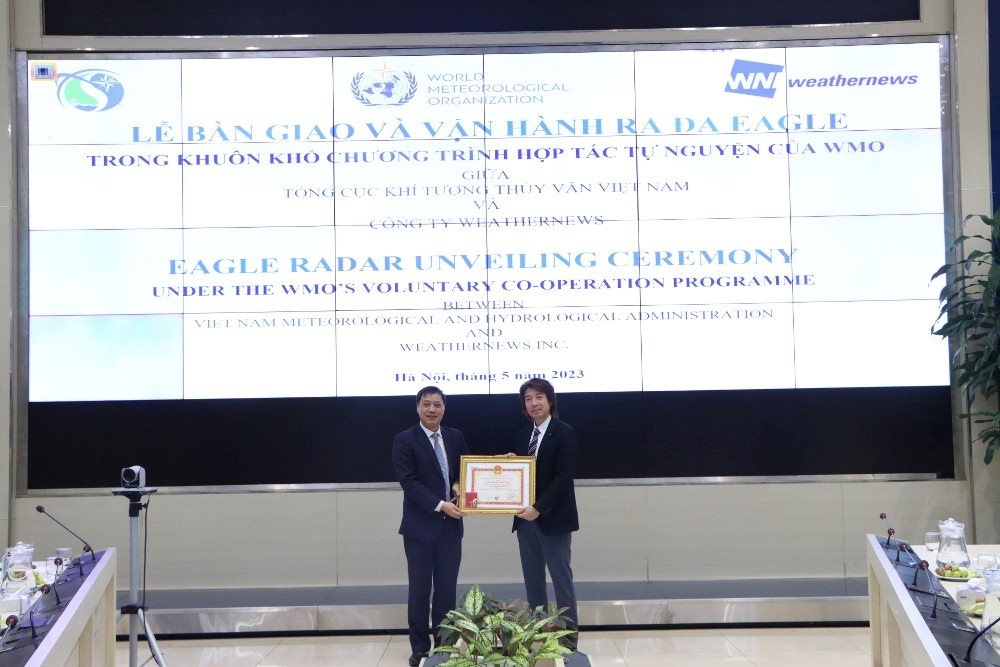 WORLD
METEOROLOGICAL
ORGANIZATION
WNI weathernews
LỄ BÀN GIAO VÀ VẬN HÀNH RA ĐA EAGLE
TRONG KHUÔN KHỔ CHƯƠNG TRÌNH HỢP TÁC TỰ NGUYỆN CỦA WMO
GIỮA
TỔNG CỤC KHÍ TƯỢNG THỦY VĂN VIỆT NAM
VÀ
CÔNG TY WEATHERNEWS
EAGLE RADAR UNVEILING CEREMONY
UNDER THE WMO'S VOLUNTARY CO-OPERATION PROGRAMME
BETWEEN
VIET NAM METEOROLOGICAL AND HYDROLOGICAL ADMINISTRATION
AND
WEATHERNEWS INC.
Hà Nội, tháng 5 năm 2023